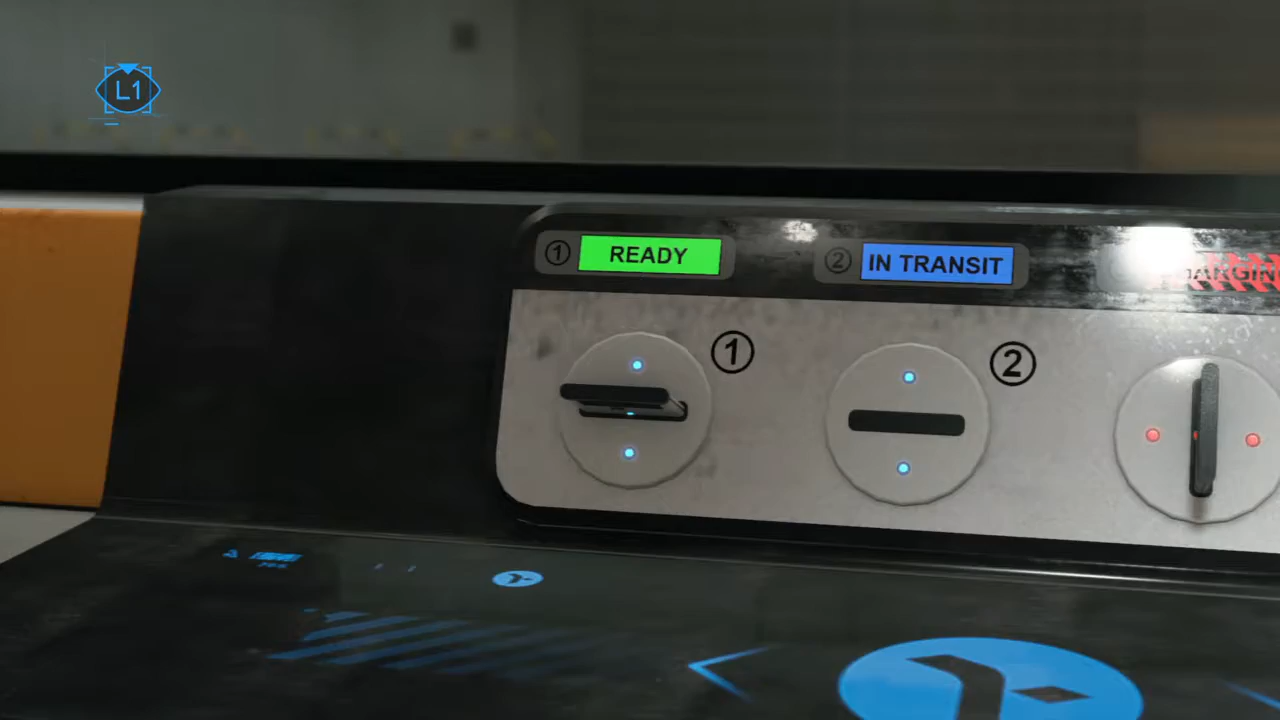 L1
① READY
② IN TRANSIT
①
②